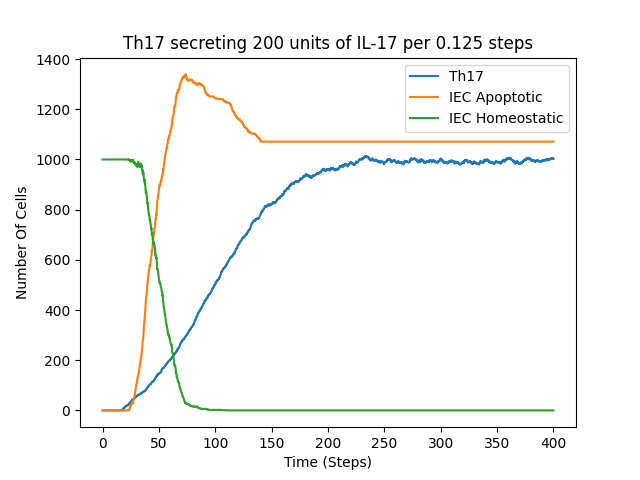 Th17 secreting 200 units of IL-17 per 0.125 steps
Th17
IEC Apoptotic
IEC Homeostatic
Number Of Cells
1400
1200
1000
800
600
400
200
0
0 50 100 150 200 250 300 350 400
Time (Steps)